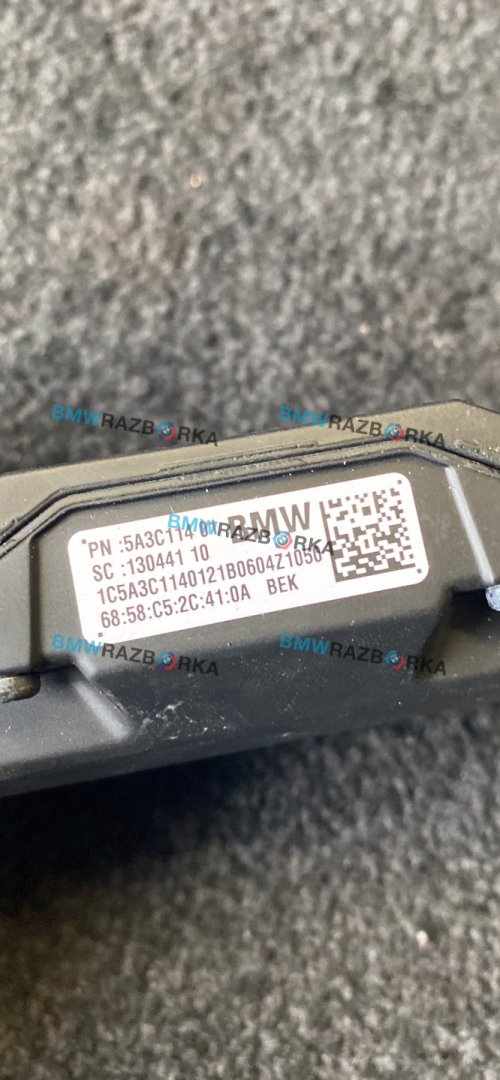 BMWRAZBORKA BMWRAZBORKA
PN :5A3C114 BMW
SC :130441 10
BMWRAZBORKA
1C5A3C1140121B0604Z1050
68:58:C5:2C:41:0A BEK
BMWRAZBORKA BMWRAZBORKA